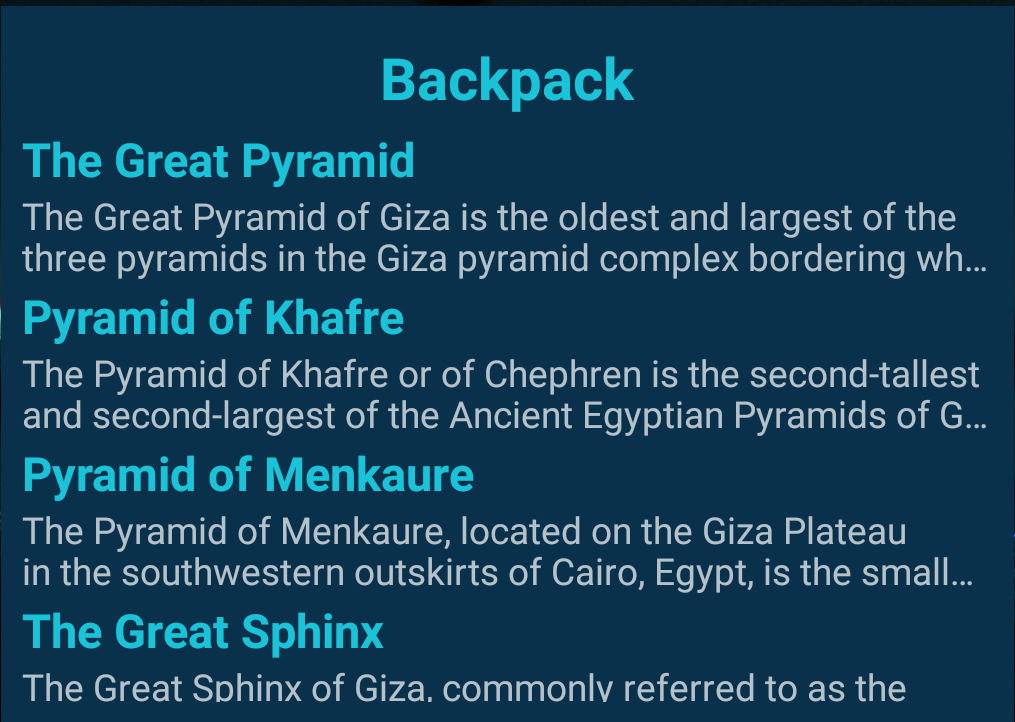 Backpack
The Great Pyramid
The Great Pyramid of Giza is the oldest and largest of the
three pyramids in the Giza pyramid complex bordering wh…
Pyramid of Khafre
The Pyramid of Khafre or of Chephren is the second-tallest
and second-largest of the Ancient Egyptian Pyramids of G…
Pyramid of Menkaure
The Pyramid of Menkaure, located on the Giza Plateau
in the southwestern outskirts of Cairo, Egypt, is the small…
The Great Sphinx
The Great Sphinx of Giza, commonly referred to as the